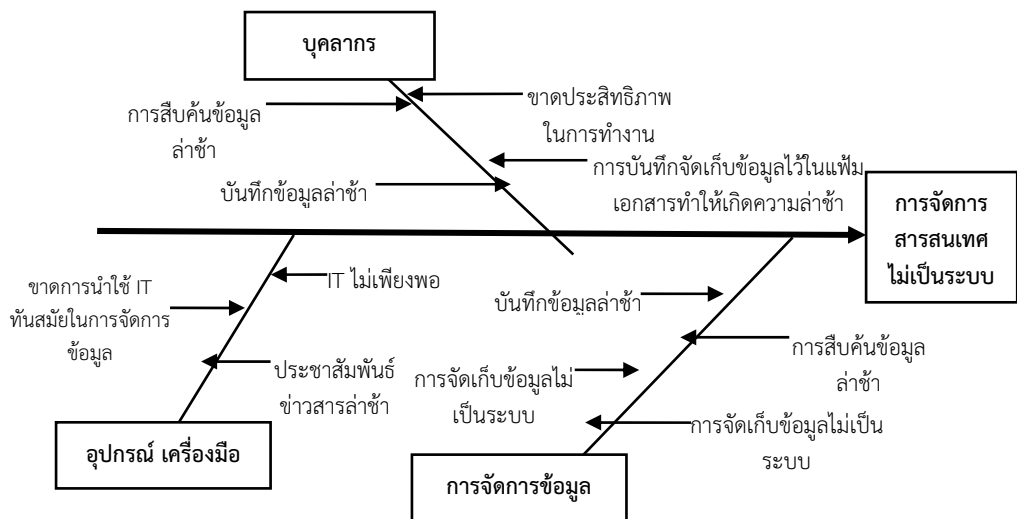 บุคลากร
การสืบค้นข้อมูล
ล่าช้า
ขาดประสิทธิภาพ
ในการทำงาน
บันทึกข้อมูลล่าช้า
การบันทึกจัดเก็บข้อมูลไว้ในแฟ้ม
เอกสารทำให้เกิดความล่าช้า
การจัดการ
สารสนเทศ
ไม่เป็นระบบ
ขาดการนำใช้ IT
ทันสมัยในการจัดการ
ข้อมูล
IT ไม่เพียงพอ
ประชาสัมพันธ์
ข่าวสารล่าช้า
อุปกรณ์ เครื่องมือ
บันทึกข้อมูลล่าช้า
การสืบค้นข้อมูล
ล่าช้า
การจัดเก็บข้อมูลไม่
เป็นระบบ
การจัดเก็บข้อมูลไม่เป็น
ระบบ
การจัดการข้อมูล